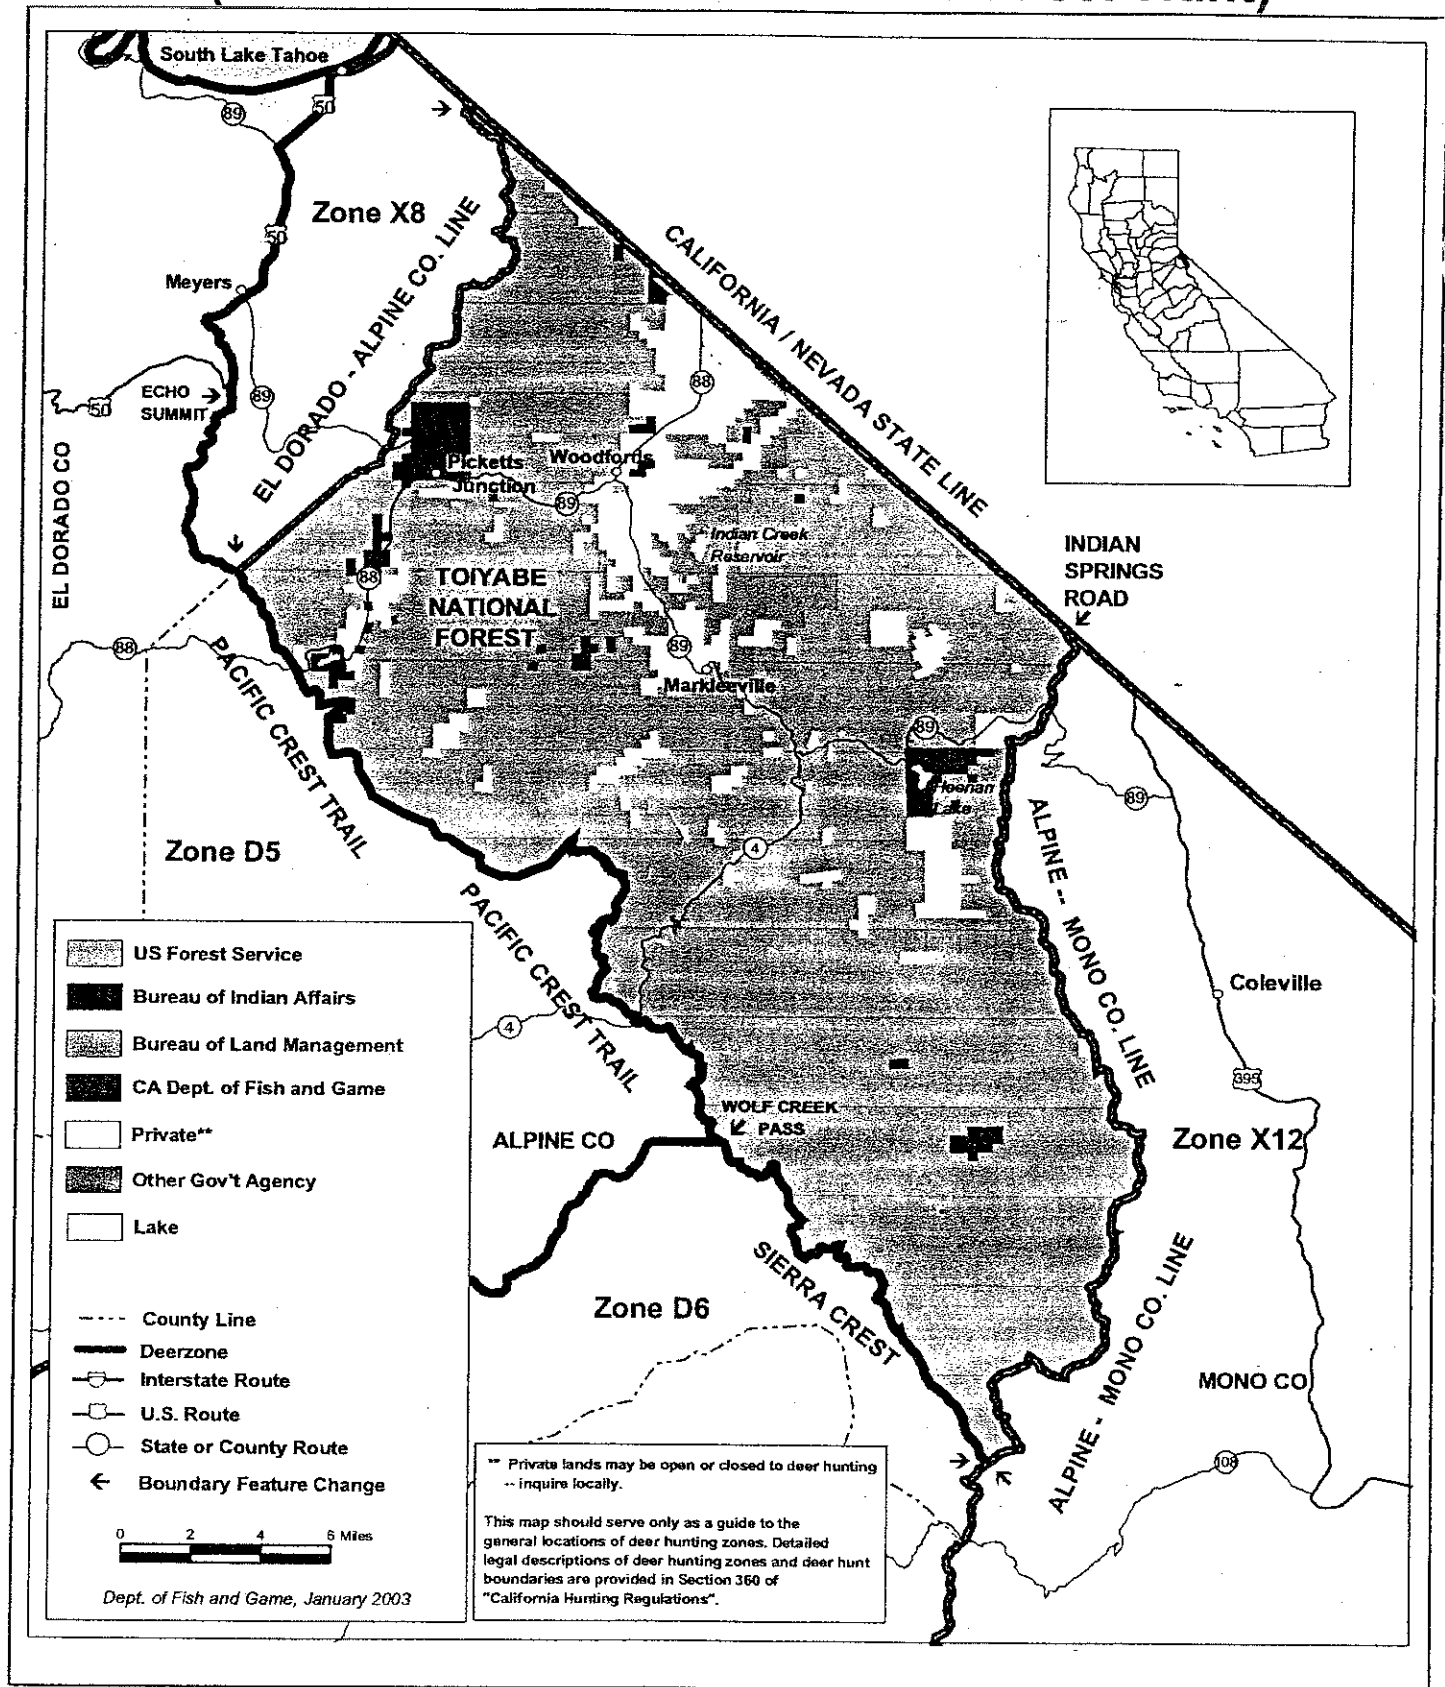 South Lake Tahoe
89
50
Zone X8
50
Meyers
EL DORADO - ALPINE CO. LINE
CALIFORNIA / NEVADA STATE LINE
ECHO
SUMMIT
50
89
88
EL DORADO CO
Picketts
Junction
Woodfords
89
Indian Creek
Reservoir
INDIAN
SPRINGS
ROAD
88
TOIYABE
NATIONAL
FOREST
88
89
Markleeville
PACIFIC CREST TRAIL
89
Heenan
Lake
89
Zone D5
4
ALPINE -- MONO CO. LINE
PACIFIC CREST TRAIL
Coleville
4
395
WOLF CREEK
PASS
ALPINE CO
Zone X12
SIERRA CREST
Zone D6
ALPINE - MONO CO. LINE
MONO CO
108
US Forest Service
Bureau of Indian Affairs
Bureau of Land Management
CA Dept. of Fish and Game
Private**
Other Gov't Agency
Lake
County Line
Deerzone
Interstate Route
U.S. Route
State or County Route
Boundary Feature Change
0 2 4 6 Miles
Dept. of Fish and Game, January 2003
** Private lands may be open or closed to deer hunting
-- inquire locally.
This map should serve only as a guide to the
general locations of deer hunting zones. Detailed
legal descriptions of deer hunting zones and deer hunt
boundaries are provided in Section 360 of
"California Hunting Regulations".